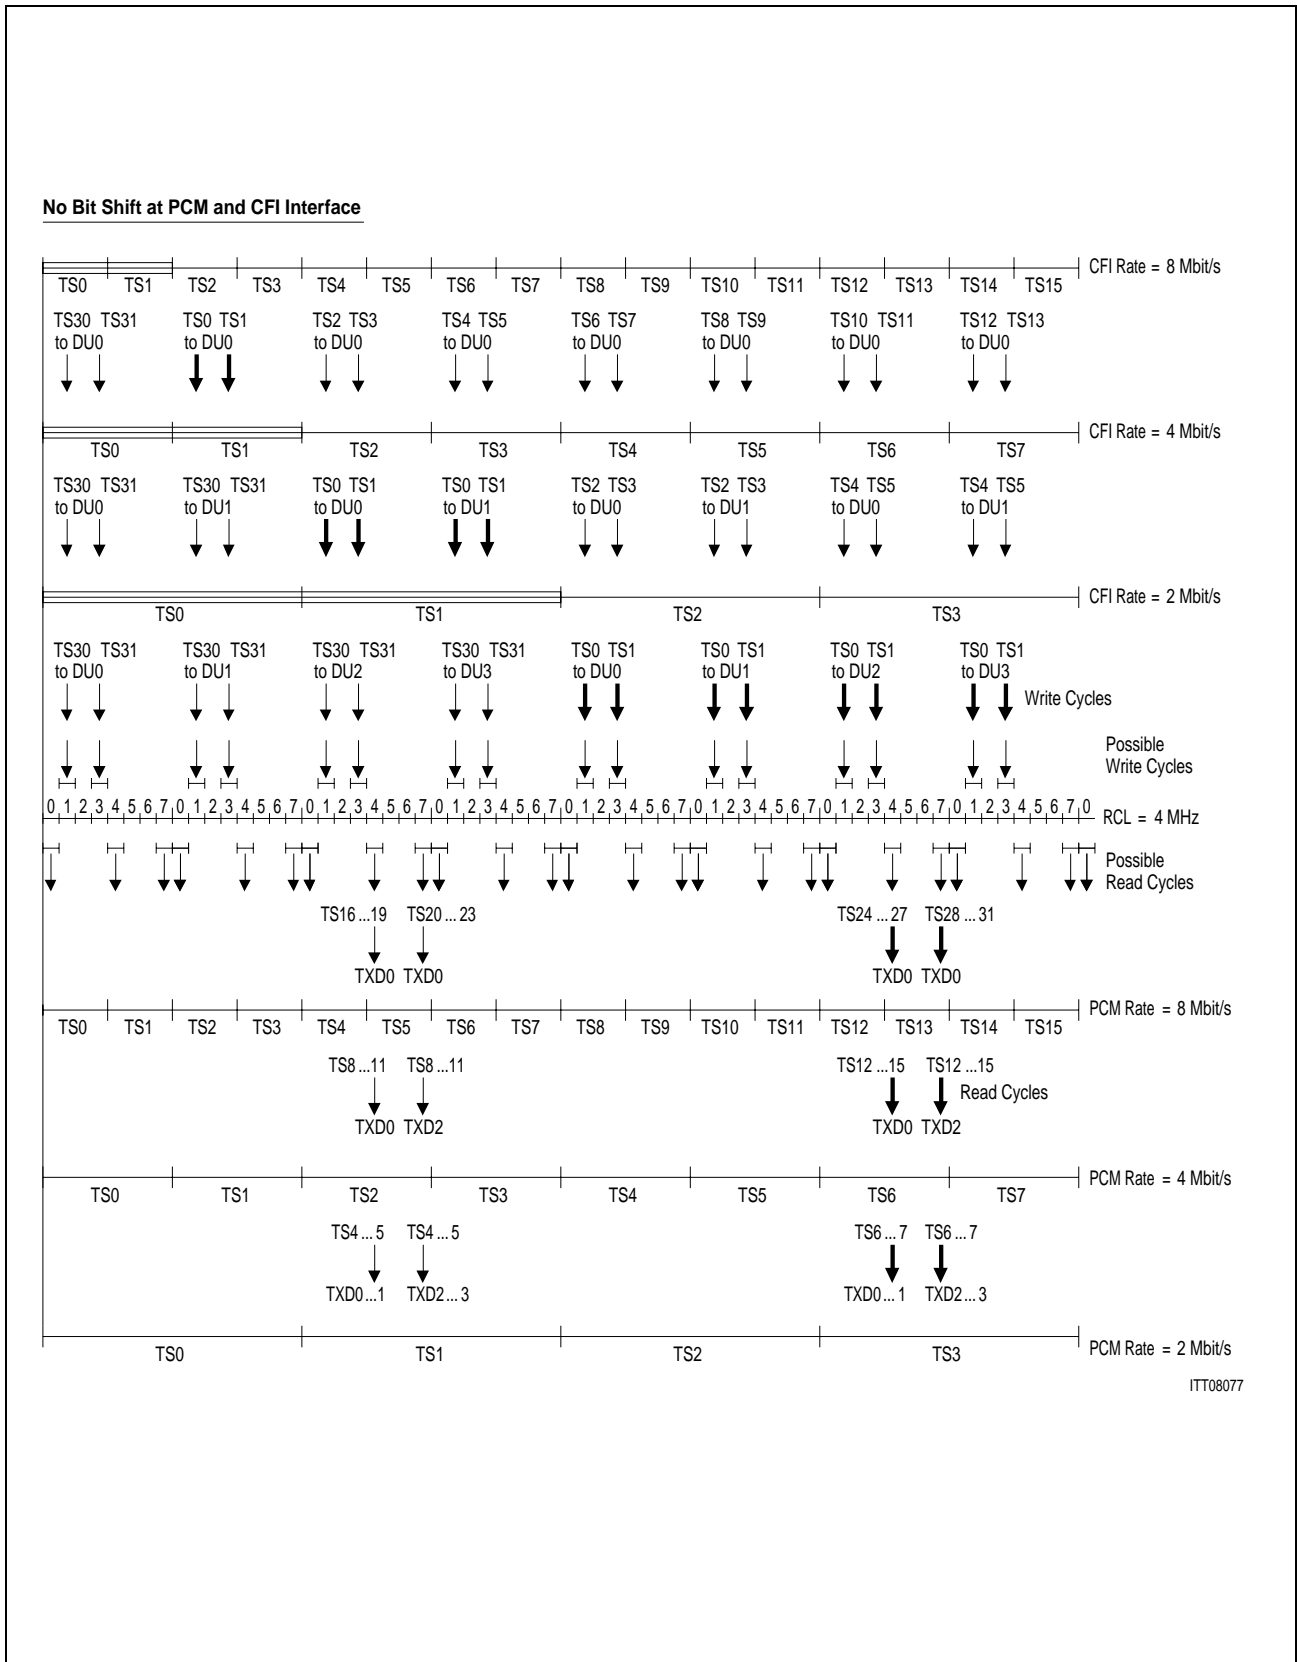 No Bit Shift at PCM and CFI Interface
CFI Rate = 8 Mbit/s
TS0 TS1 TS2 TS3 TS4 TS5 TS6 TS7 TS8 TS9 TS10 TS11 TS12 TS13 TS14 TS15
TS30 TS31 TS0 TS1 TS2 TS3 TS4 TS5 TS6 TS7 TS8 TS9 TS10 TS11 TS12 TS13
to DU0 to DU0 to DU0 to DU0 to DU0 to DU0 to DU0 to DU0
CFI Rate = 4 Mbit/s
TS0 TS1 TS2 TS3 TS4 TS5 TS6 TS7
TS30 TS31 TS30 TS31 TS0 TS1 TS0 TS1 TS2 TS3 TS2 TS3 TS4 TS5 TS4 TS5
to DU0 to DU1 to DU0 to DU1 to DU0 to DU1 to DU0 to DU1
CFI Rate = 2 Mbit/s
TS0 TS1 TS2 TS3
TS30 TS31 TS30 TS31 TS30 TS31 TS30 TS31 TS0 TS1 TS0 TS1 TS0 TS1 TS0 TS1
to DU0 to DU1 to DU2 to DU3 to DU0 to DU1 to DU2 to DU3
Write Cycles
Possible
Write Cycles
0 1 2 3 4 5 6 7 0 1 2 3 4 5 6 7 0 1 2 3 4 5 6 7 0 1 2 3 4 5 6 7 0 1 2 3 4 5 6 7 0 1 2 3 4 5 6 7 0 1 2 3 4 5 6 7 0 1 2 3 4 5 6 7 0
RCL = 4 MHz
Possible
Read Cycles
TS16 ...19 TS20 ... 23 TS24 ... 27 TS28 ... 31
TXD0 TXD0 TXD0 TXD0
PCM Rate = 8 Mbit/s
TS0 TS1 TS2 TS3 TS4 TS5 TS6 TS7 TS8 TS9 TS10 TS11 TS12 TS13 TS14 TS15
TS8 ...11 TS8 ...11 TS12 ...15 TS12 ...15
Read Cycles
TXD0 TXD2 TXD0 TXD2
PCM Rate = 4 Mbit/s
TS0 TS1 TS2 TS3 TS4 TS5 TS6 TS7
TS4 ... 5 TS4 ... 5 TS6 ... 7 TS6 ... 7
TXD0...1 TXD2... 3 TXD0... 1 TXD2... 3
PCM Rate = 2 Mbit/s
TS0 TS1 TS2 TS3
ITT08077